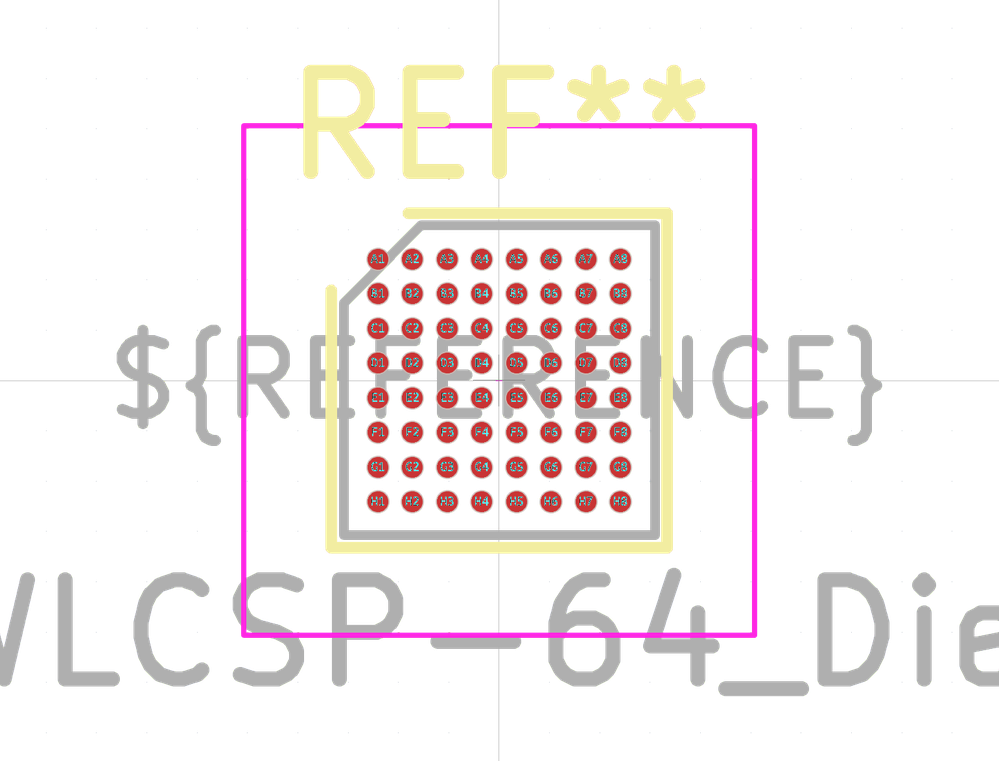 REF**
A1 A2 A3 A4 A5 A6 A7 A8
B1 B2 B3 B4 B5 B6 B7 B8
C1 C2 C3 C4 C5 C6 C7 C8
D1 D2 D3 D4 D5 D6 D7 D8
${REFERENCE}
E1 E2 E3 E4 E5 E6 E7 E8
F1 F2 F3 F4 F5 F6 F7 F8
G1 G2 G3 G4 G5 G6 G7 G8
H1 H2 H3 H4 H5 H6 H7 H8
WLCSP-64_Die